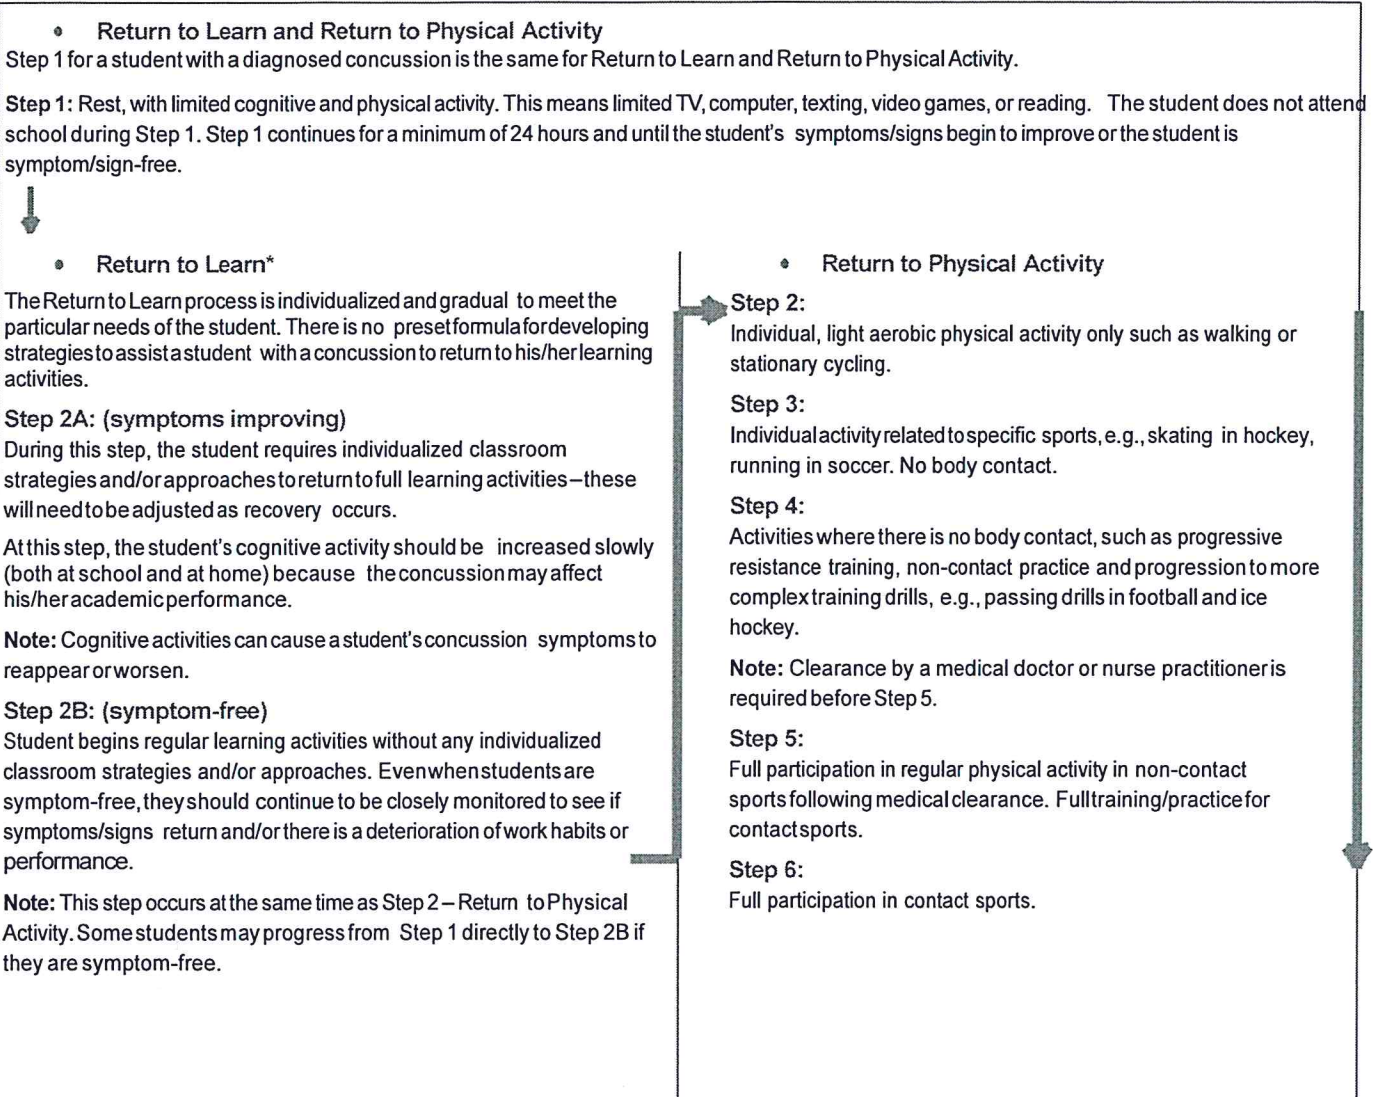 • Return to Learn and Return to Physical Activity
Step 1 for a student with a diagnosed concussion is the same for Return to Learn and Return to Physical Activity.
Step 1: Rest, with limited cognitive and physical activity. This means limited TV, computer, texting, video games, or reading. The student does not attend
school during Step 1. Step 1 continues for a minimum of 24 hours and until the student's symptoms/signs begin to improve or the student is
symptom/sign-free.
• Return to Learn*
The Return to Learn process is individualized and gradual to meet the
particular needs of the student. There is no preset formula for developing
strategies to assist a student with a concussion to return to his/her learning
activities.
Step 2A: (symptoms improving)
During this step, the student requires individualized classroom
strategies and/or approaches to return to full learning activities–these
will need to be adjusted as recovery occurs.
At this step, the student's cognitive activity should be increased slowly
(both at school and at home) because the concussion may affect
his/her academic performance.
Note: Cognitive activities can cause a student's concussion symptoms to
reappear or worsen.
Step 2B: (symptom-free)
Student begins regular learning activities without any individualized
classroom strategies and/or approaches. Even when students are
symptom-free, they should continue to be closely monitored to see if
symptoms/signs return and/or there is a deterioration of work habits or
performance.
Note: This step occurs at the same time as Step 2 – Return to Physical
Activity. Some students may progress from Step 1 directly to Step 2B if
they are symptom-free.
• Return to Physical Activity
Step 2:
Individual, light aerobic physical activity only such as walking or
stationary cycling.
Step 3:
Individual activity related to specific sports, e.g., skating in hockey,
running in soccer. No body contact.
Step 4:
Activities where there is no body contact, such as progressive
resistance training, non-contact practice and progression to more
complex training drills, e.g., passing drills in football and ice
hockey.
Note: Clearance by a medical doctor or nurse practitioner is
required before Step 5.
Step 5:
Full participation in regular physical activity in non-contact
sports following medical clearance. Full training/practice for
contact sports.
Step 6:
Full participation in contact sports.